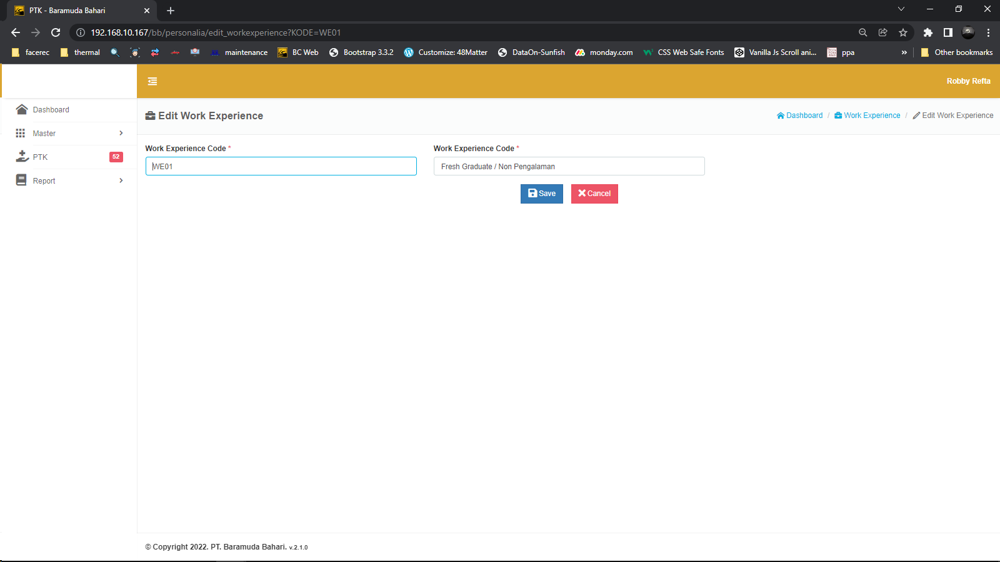 PTK - Baramuda Bahari
192.168.10.167/bb/personalia/edit_workexperience?KODE=WE01
facerec thermal maintenance BC Web Bootstrap 3.3.2 Customize: 48Matter DataOn-Sunfish monday.com CSS Web Safe Fonts Vanilla Js Scroll ani... ppa » Other bookmarks
Robby Refta
Dashboard
Master
PTK 52
Report
Edit Work Experience
Dashboard / Work Experience / Edit Work Experience
Work Experience Code * Work Experience Code *
WE01 Fresh Graduate / Non Pengalaman
Save Cancel
© Copyright 2022. PT. Baramuda Bahari. v.2.1.0